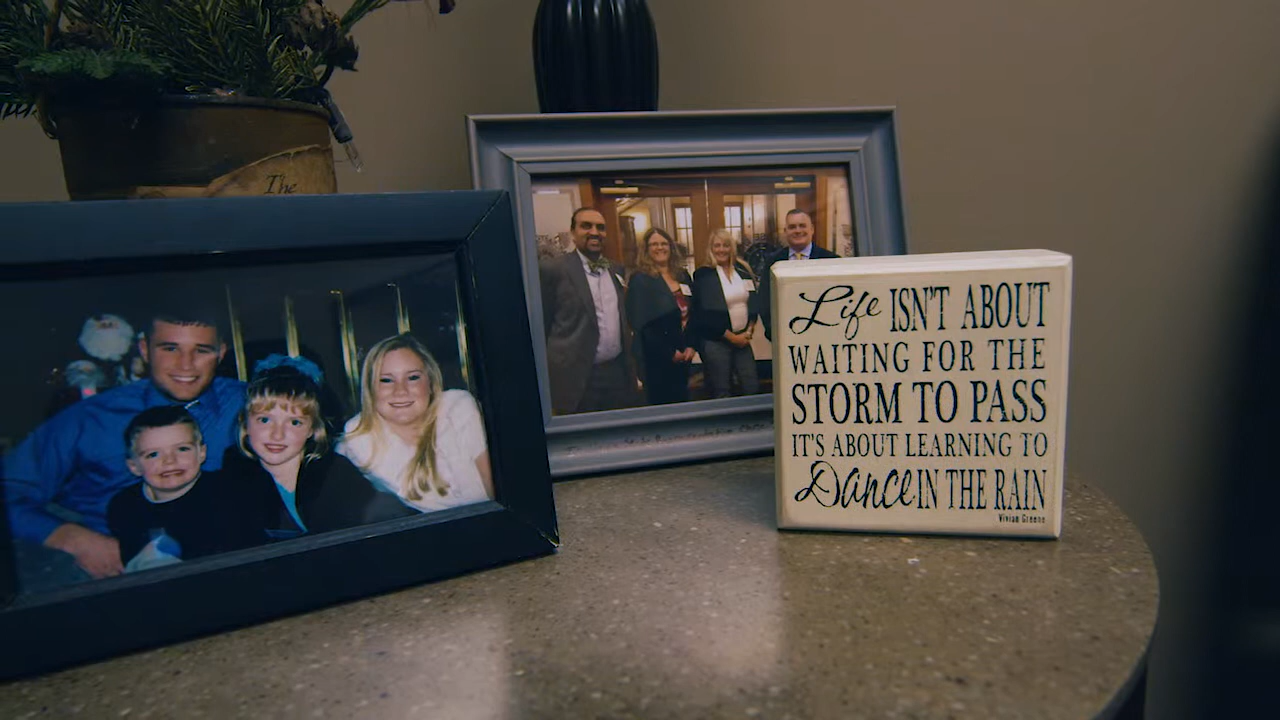 The
Life ISN'T ABOUT
WAITING FOR THE
STORM TO PASS
IT'S ABOUT LEARNING TO
Dance IN THE RAIN
Vivian Greene